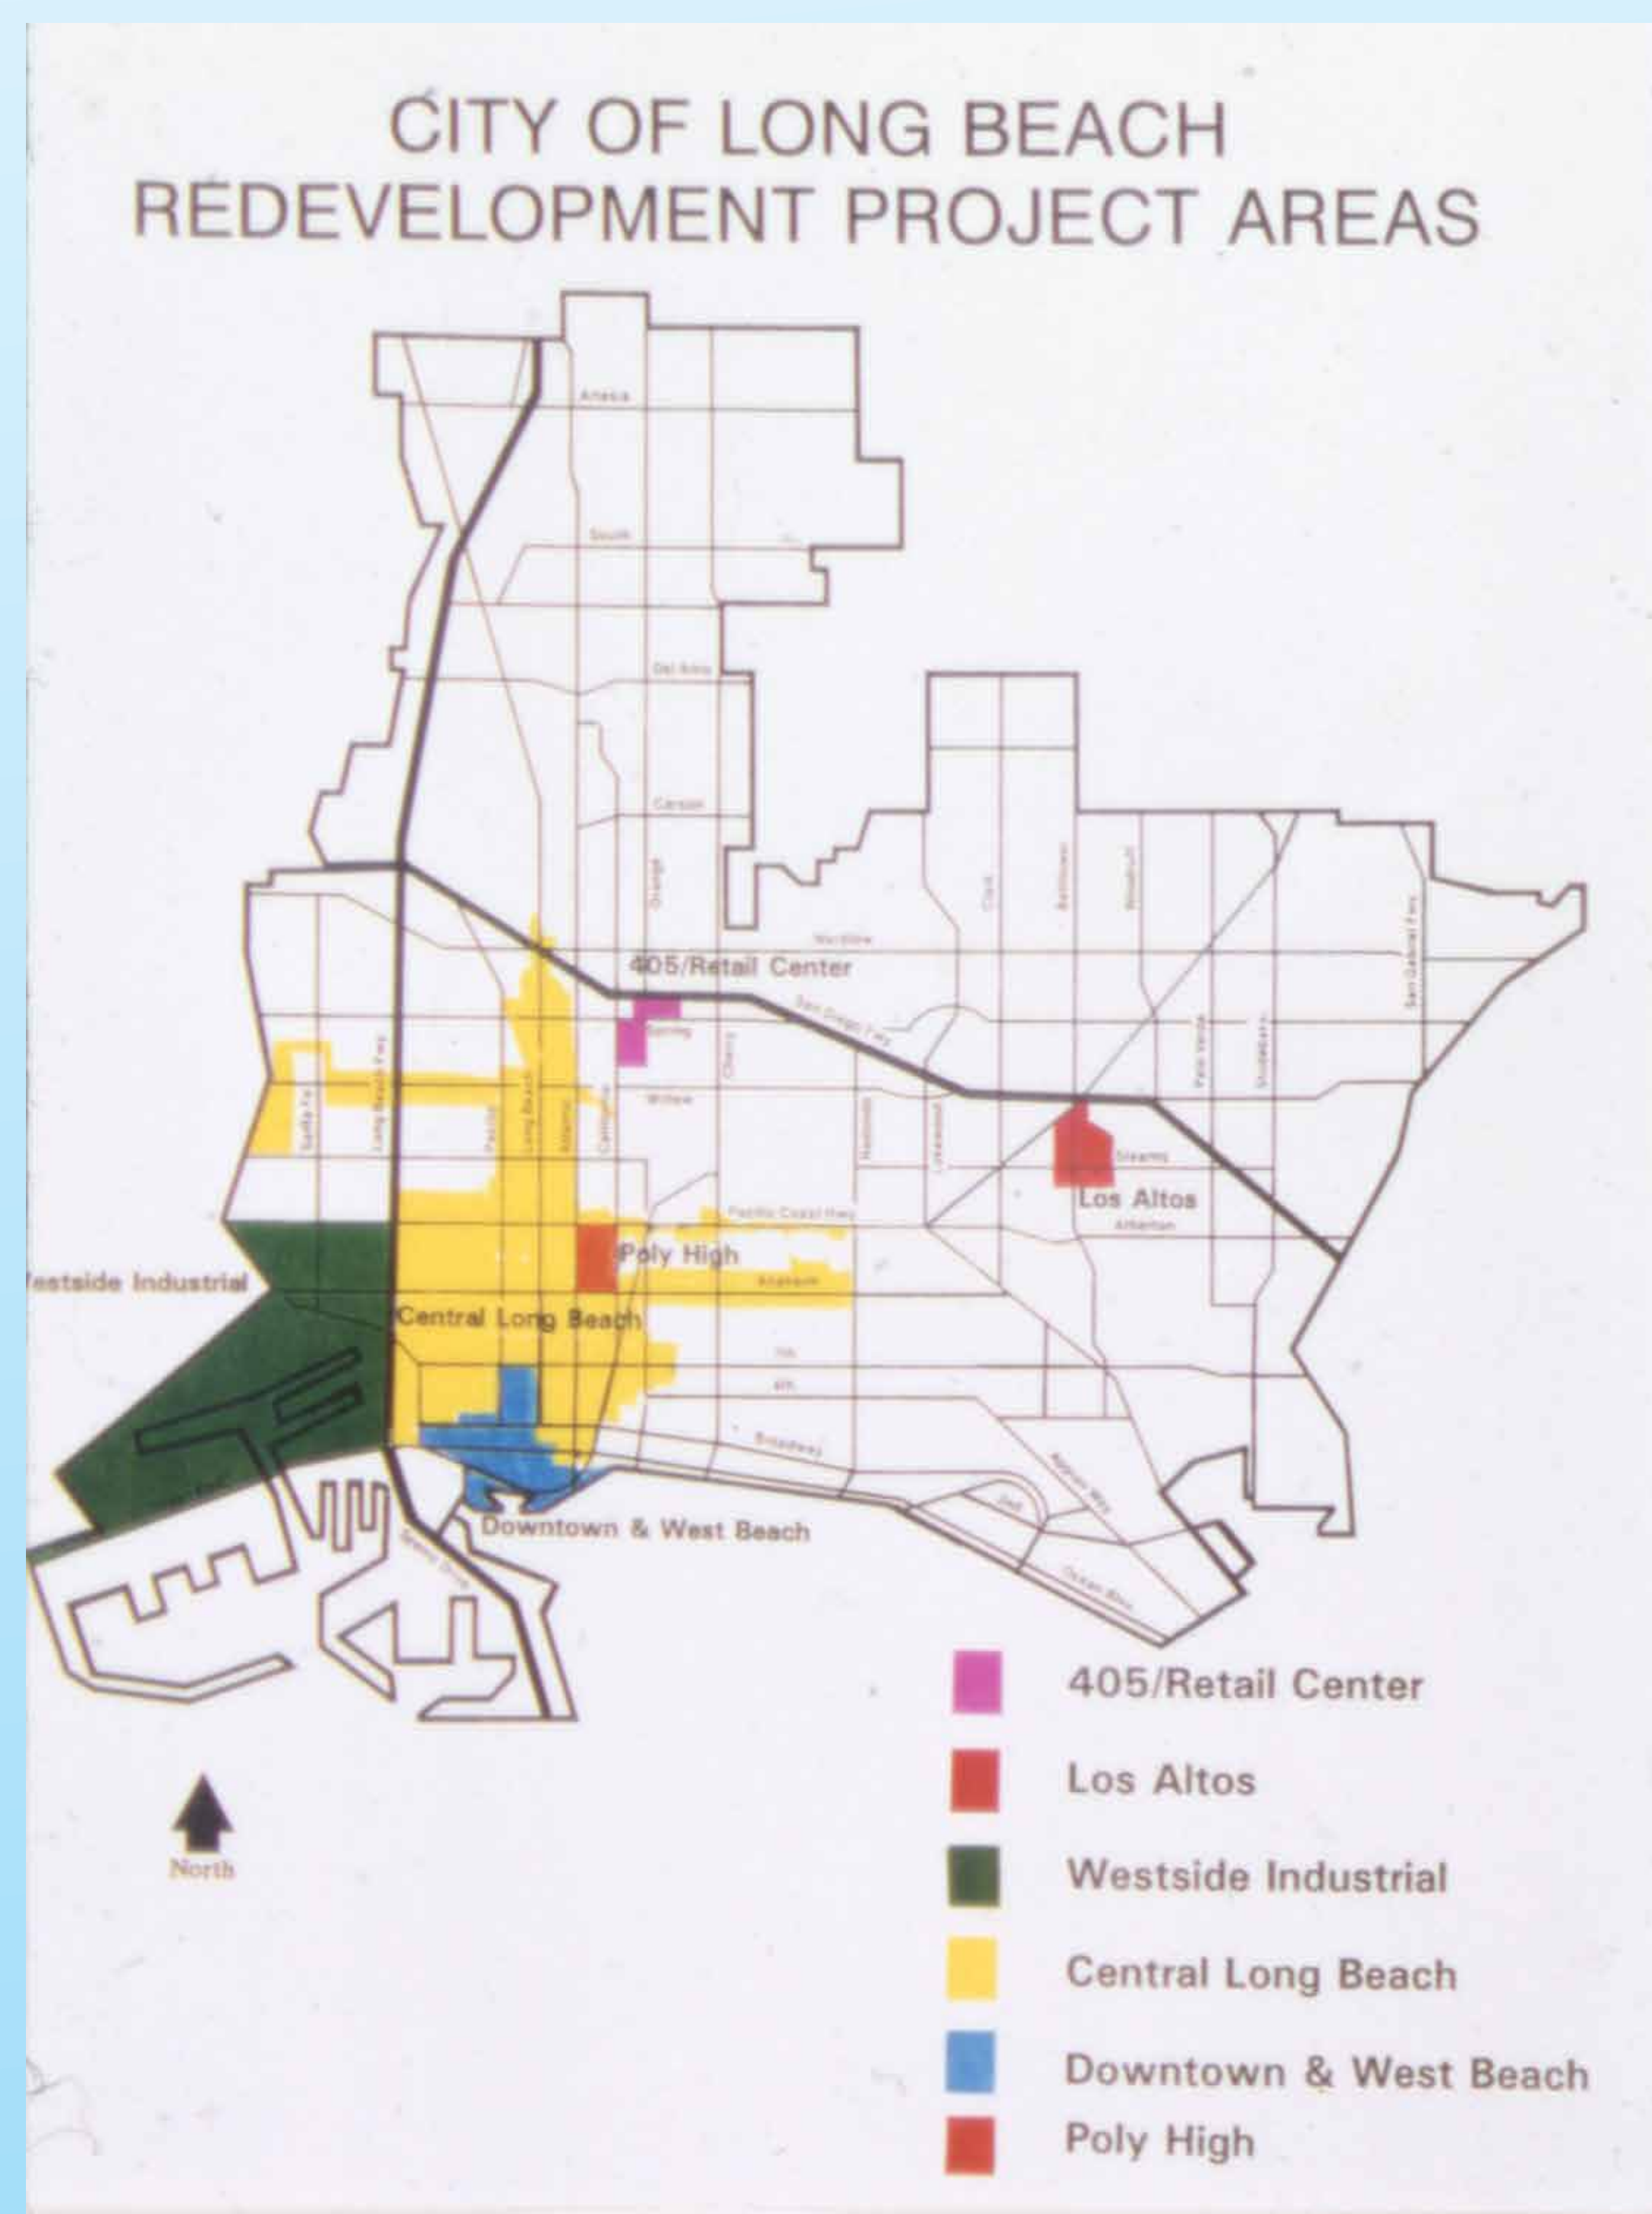 CITY OF LONG BEACH
REDEVELOPMENT PROJECT AREAS
Artesia
South
Del Amo
Carson
Orange
Clark
Bellflower
Woodruff
San Gabriel Fwy
Wardlow
405/Retail Center
San Diego Fwy
Spring
Cherry
Palo Verde
Studebaker
Santa Fe
Long Beach Fwy
Pacific
Long Beach
Atlantic
California
Willow
Redondo
Lakewood
Stearns
Los Altos
Atherton
Pacific Coast Hwy
Poly High
Anaheim
estside Industrial
Central Long Beach
7th
Broadway
Appian Way
Ocean Blvd
Downtown & West Beach
405/Retail Center
Los Altos
Westside Industrial
Central Long Beach
Downtown & West Beach
Poly High
North